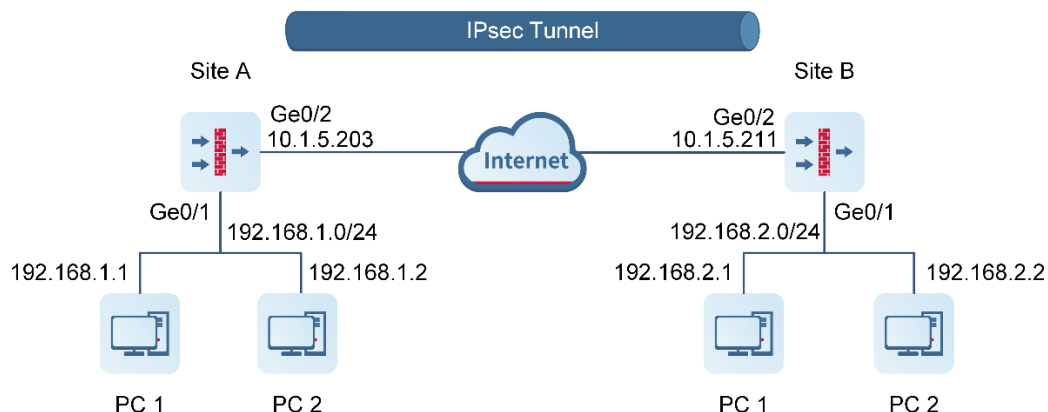 IPsec Tunnel
Site A
Site B
Ge0/2
10.1.5.203
Internet
Ge0/2
10.1.5.211
Ge0/1
192.168.1.0/24
192.168.1.1
192.168.1.2
Ge0/1
192.168.2.0/24
192.168.2.1
192.168.2.2
PC 1
PC 2
PC 1
PC 2